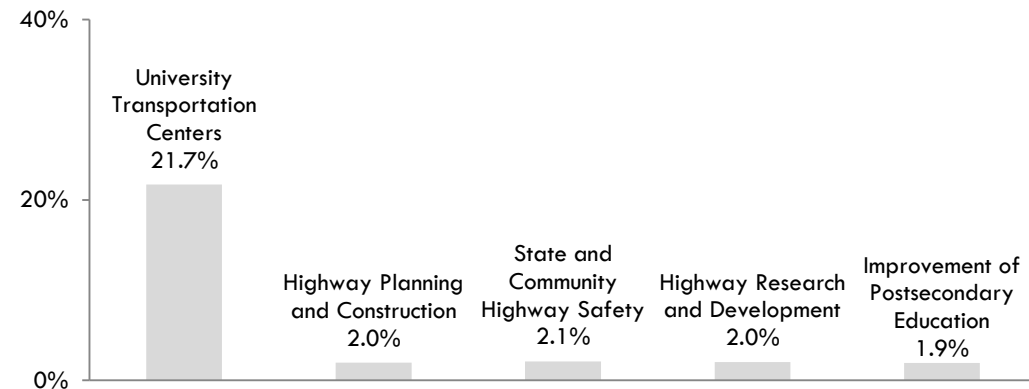 40%
University
Transportation
Centers
21.7%
20%
Highway Planning
and Construction
2.0%
State and
Community
Highway Safety
2.1%
Highway Research
and Development
2.0%
Improvement of
Postsecondary
Education
1.9%
0%